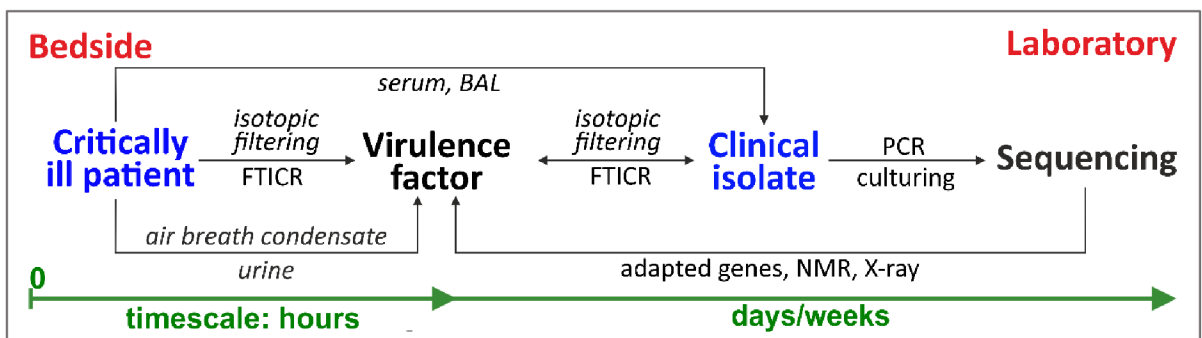 Bedside
Laboratory
serum, BAL
Critically
ill patient
isotopic
filtering
FTICR
Virulence
factor
isotopic
filtering
FTICR
Clinical
isolate
PCR
culturing
Sequencing
air breath condensate
urine
adapted genes, NMR, X-ray
0
timescale: hours
days/weeks